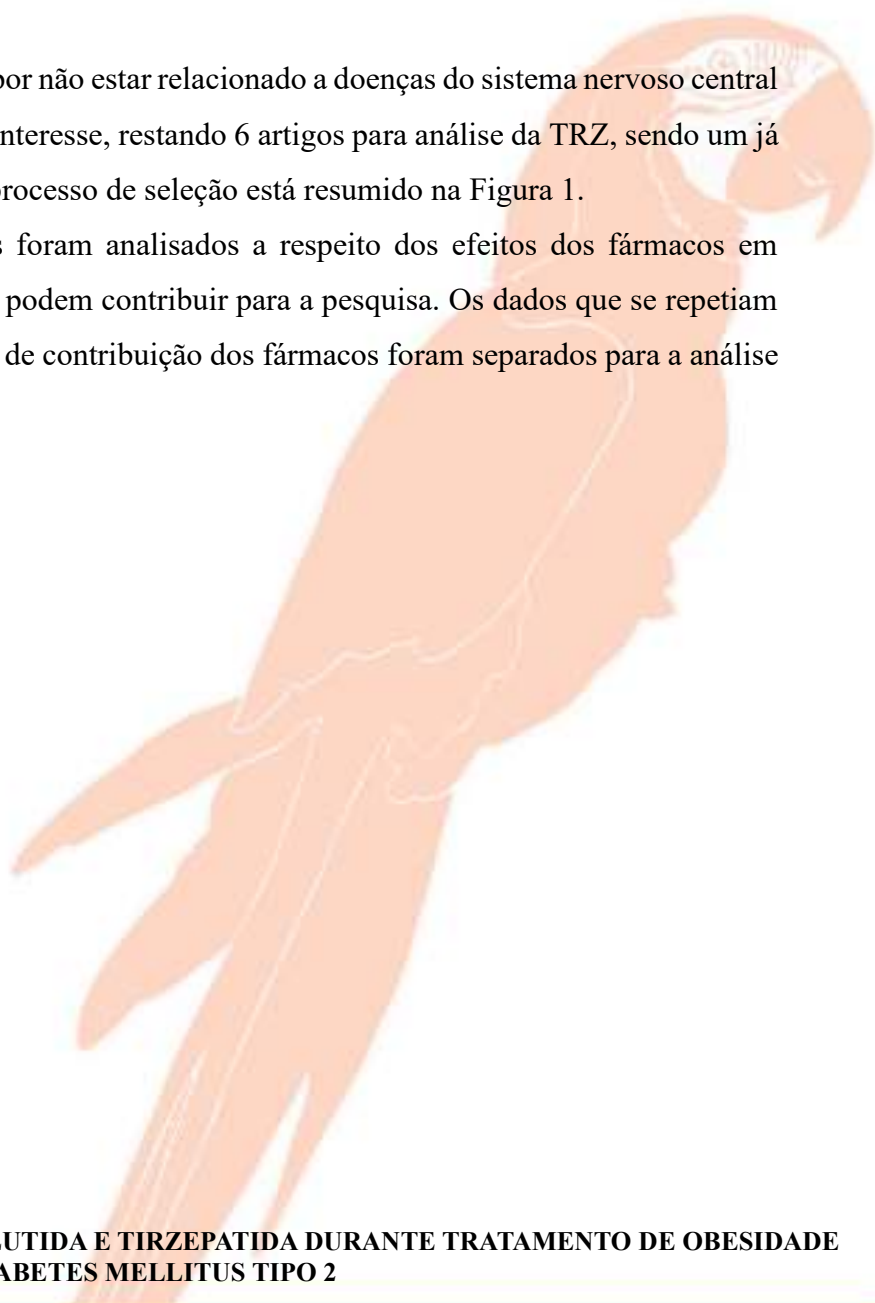 por não estar relacionado a doenças do sistema nervoso central
nteresse, restando 6 artigos para análise da TRZ, sendo um já
rocesso de seleção está resumido na Figura 1.
s foram analisados a respeito dos efeitos dos fármacos em
podem contribuir para a pesquisa. Os dados que se repetiam
de contribuição dos fármacos foram separados para a análise
LUTIDA E TIRZEPATIDA DURANTE TRATAMENTO DE OBESIDADE
ABETES MELLITUS TIPO 2